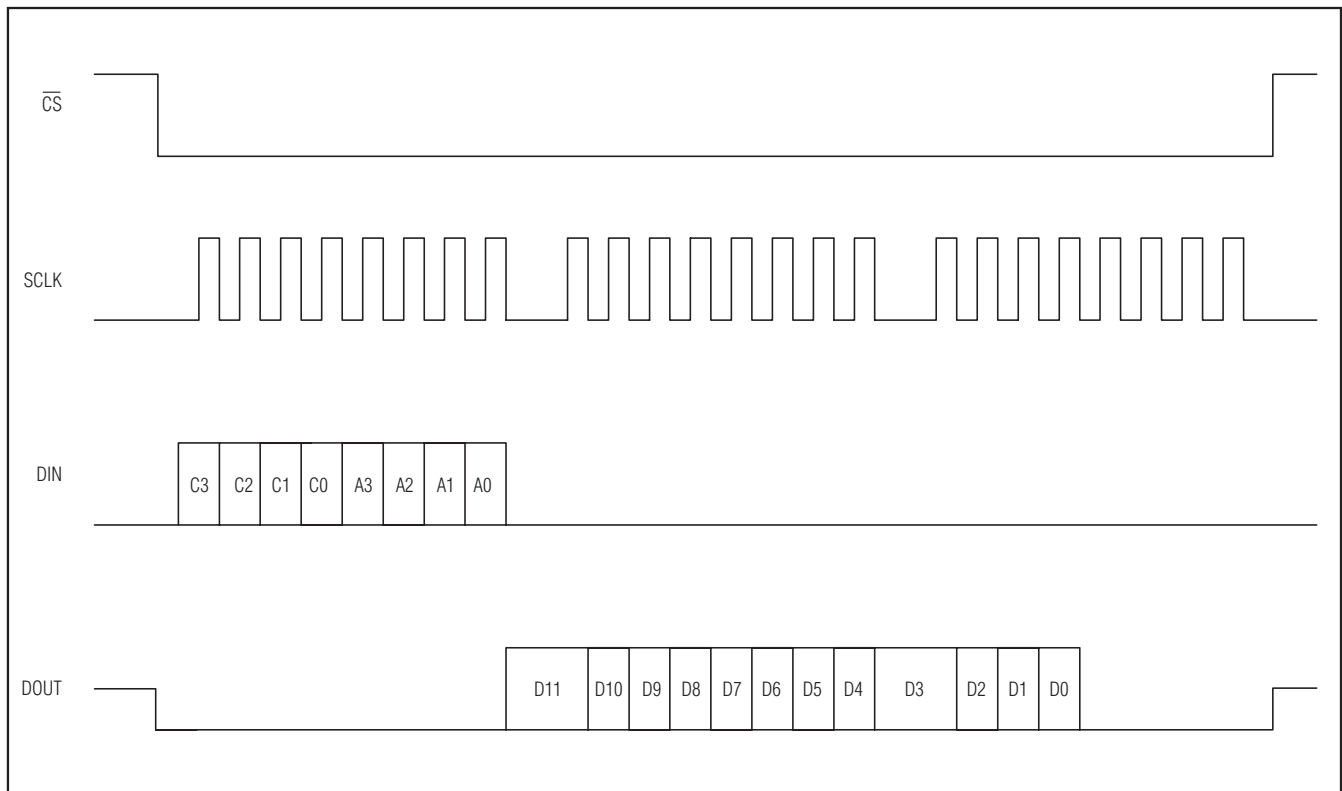 C̅S̅
SCLK
DIN
C3 C2 C1 C0 A3 A2 A1 A0
DOUT
D11 D10 D9 D8 D7 D6 D5 D4 D3 D2 D1 D0